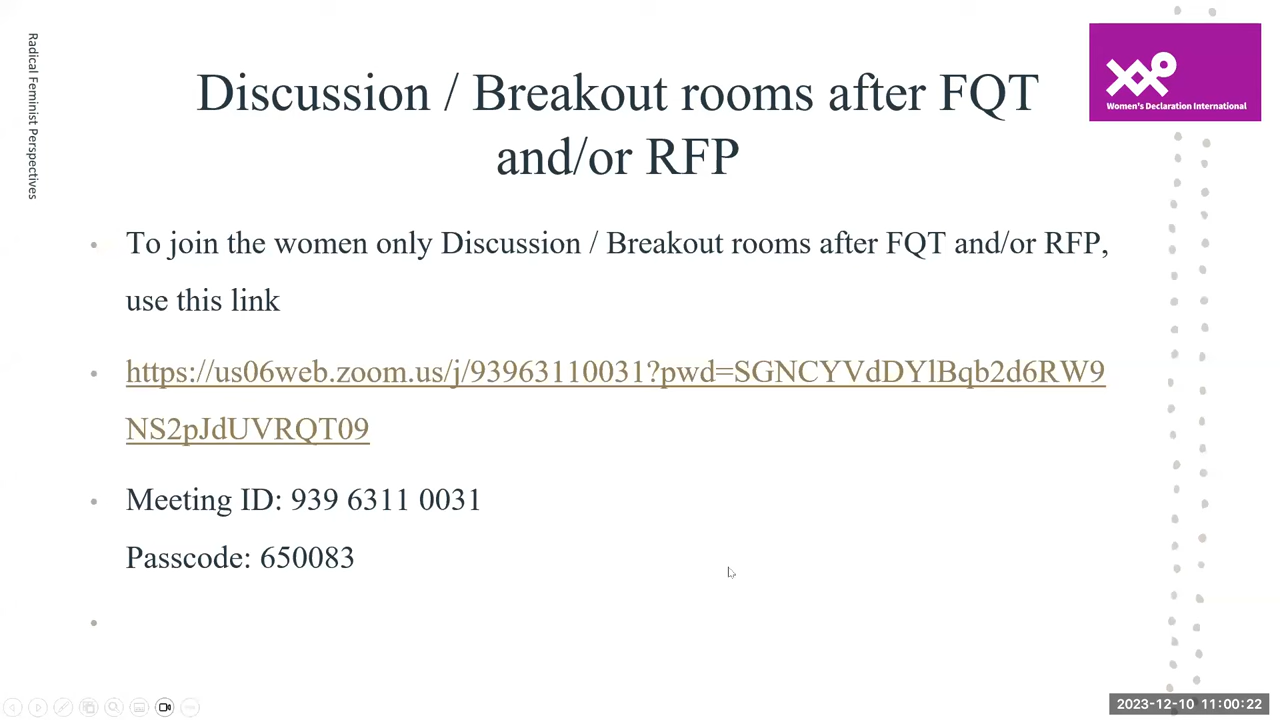 Radical Feminist Perspectives
Discussion / Breakout rooms after FQT
and/or RFP
Women's Declaration International
To join the women only Discussion / Breakout rooms after FQT and/or RFP,
use this link
https://us06web.zoom.us/j/93963110031?pwd=SGNCYVdDYlBqb2d6RW9
NS2pJdUVRQT09
Meeting ID: 939 6311 0031
Passcode: 650083
2023-12-10 11:00:22